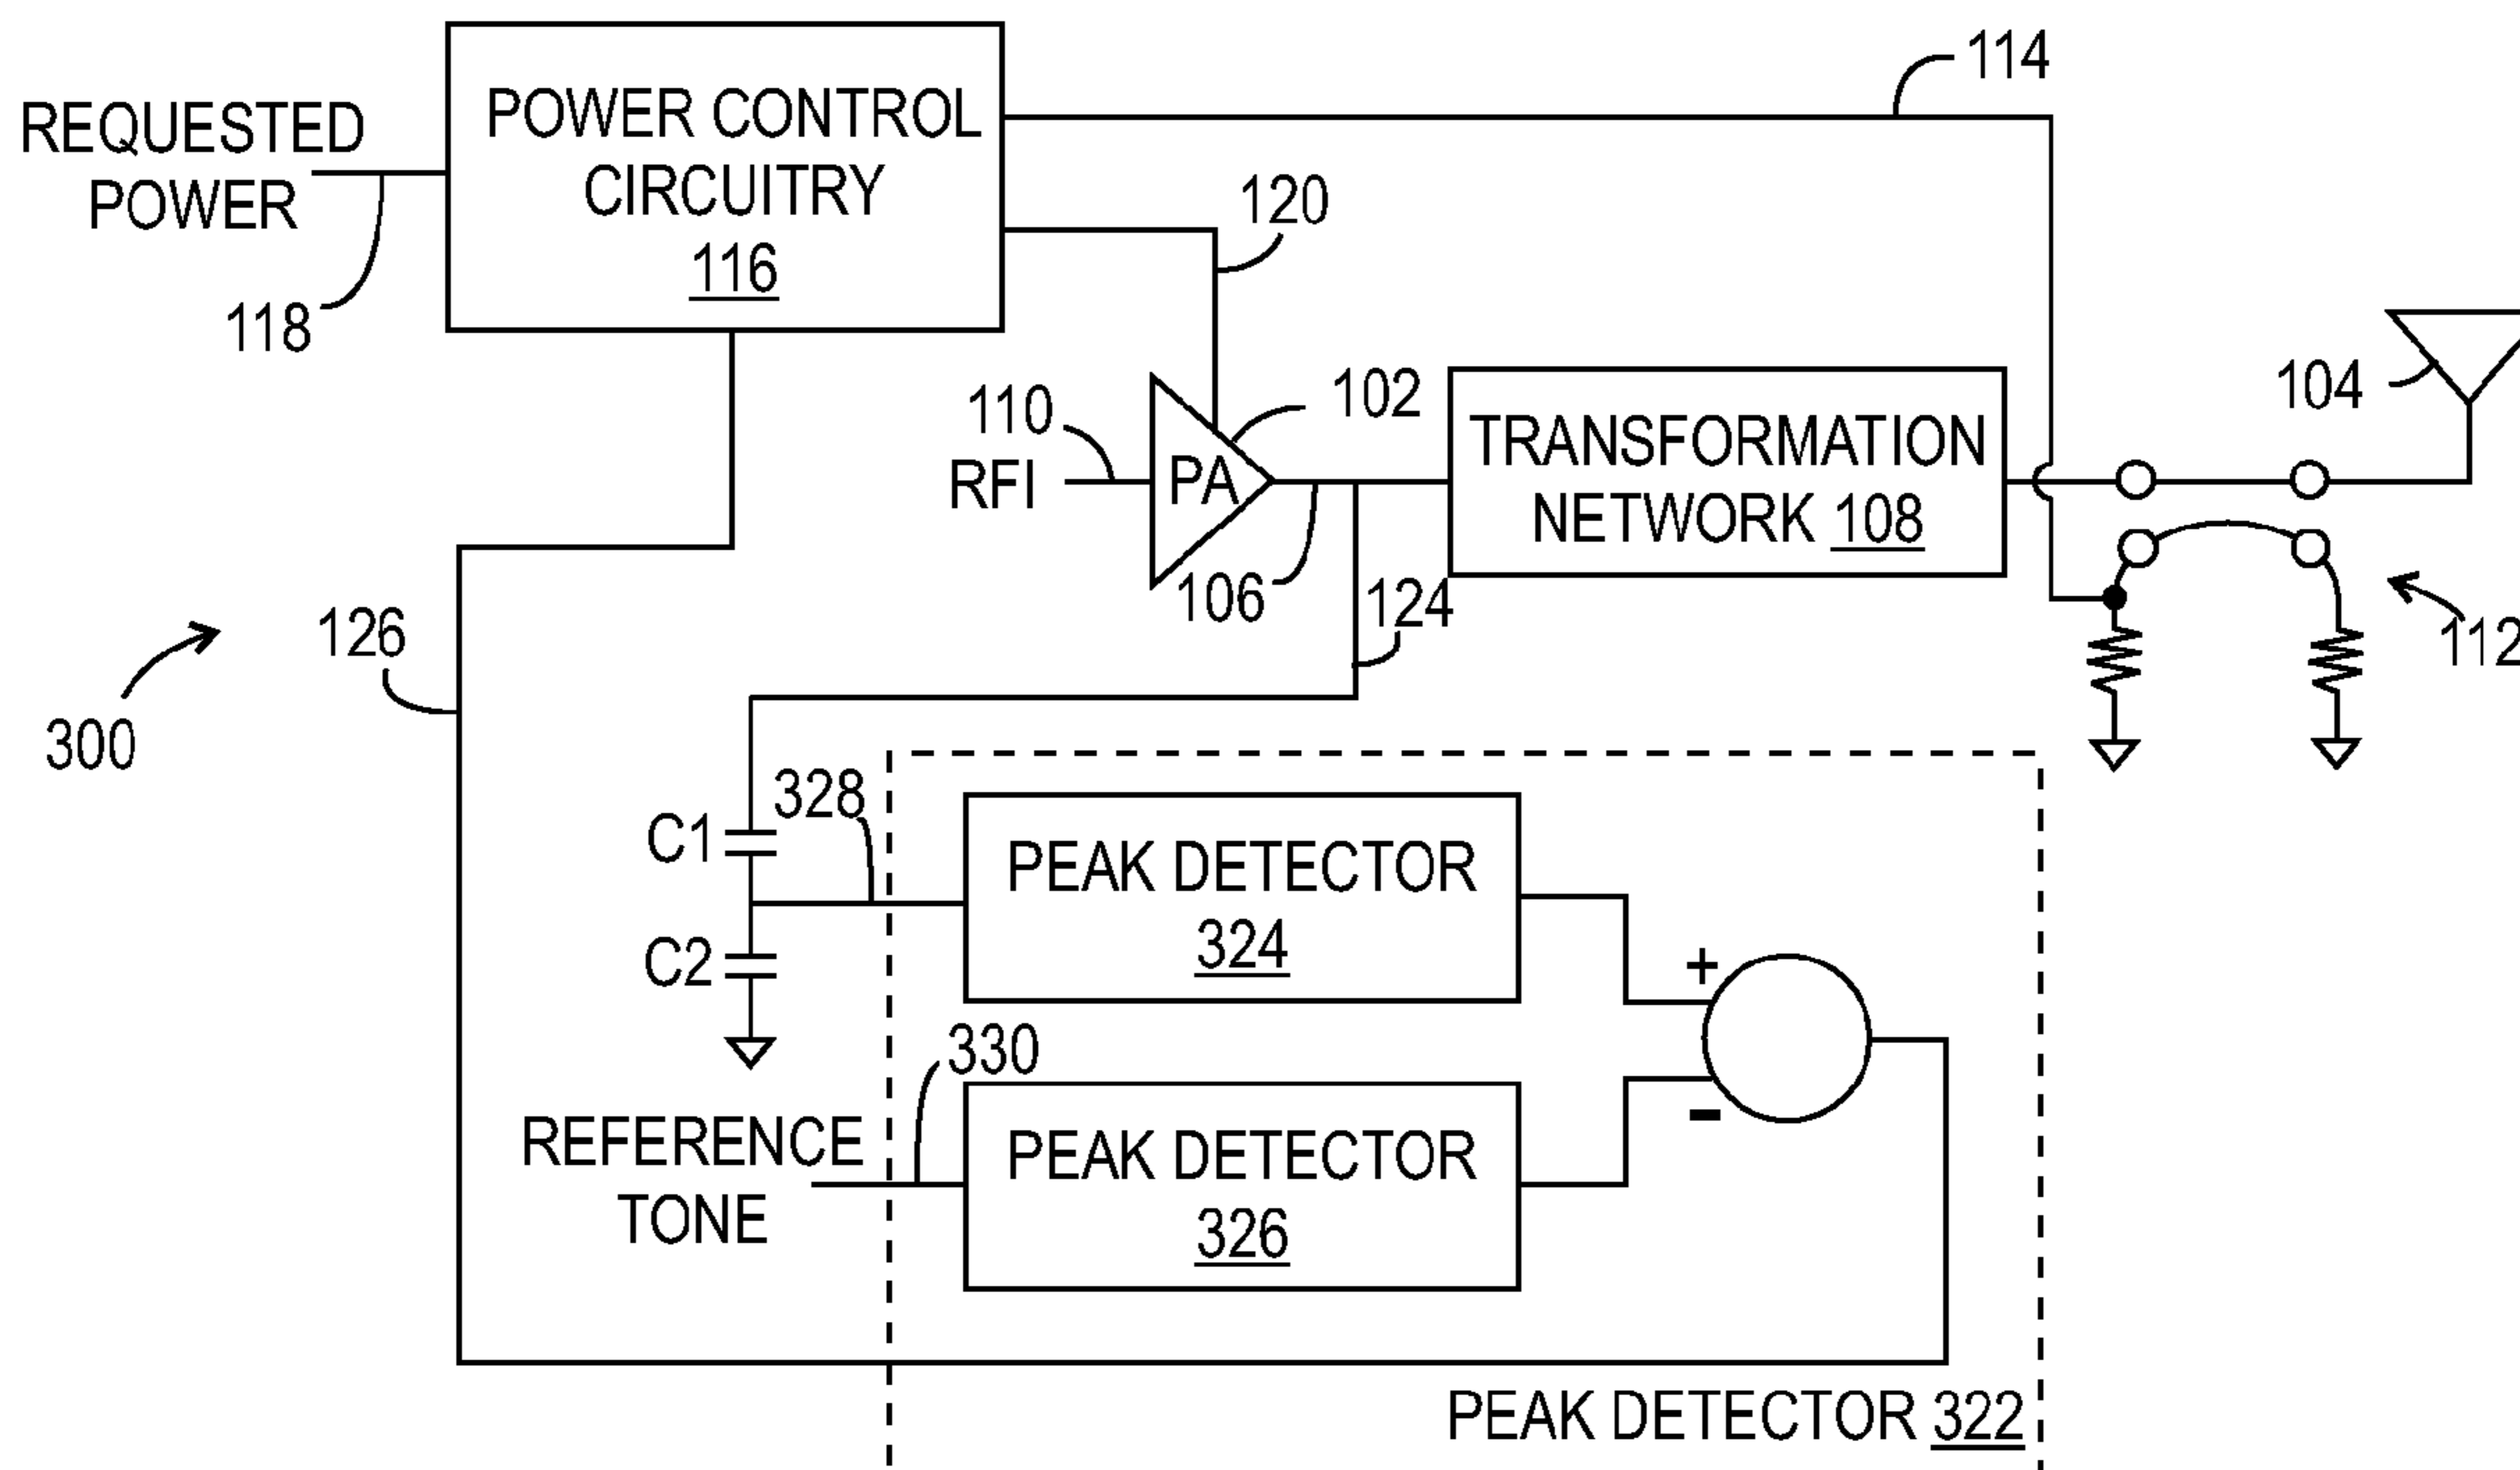 114
REQUESTED
POWER
POWER CONTROL
CIRCUITRY
116
120
118
104
110
RFI
102
PA
TRANSFORMATION
NETWORK 108
106
124
112
126
300
328
C1
PEAK DETECTOR
324
C2
+
330
-
REFERENCE
TONE
PEAK DETECTOR
326
PEAK DETECTOR 322